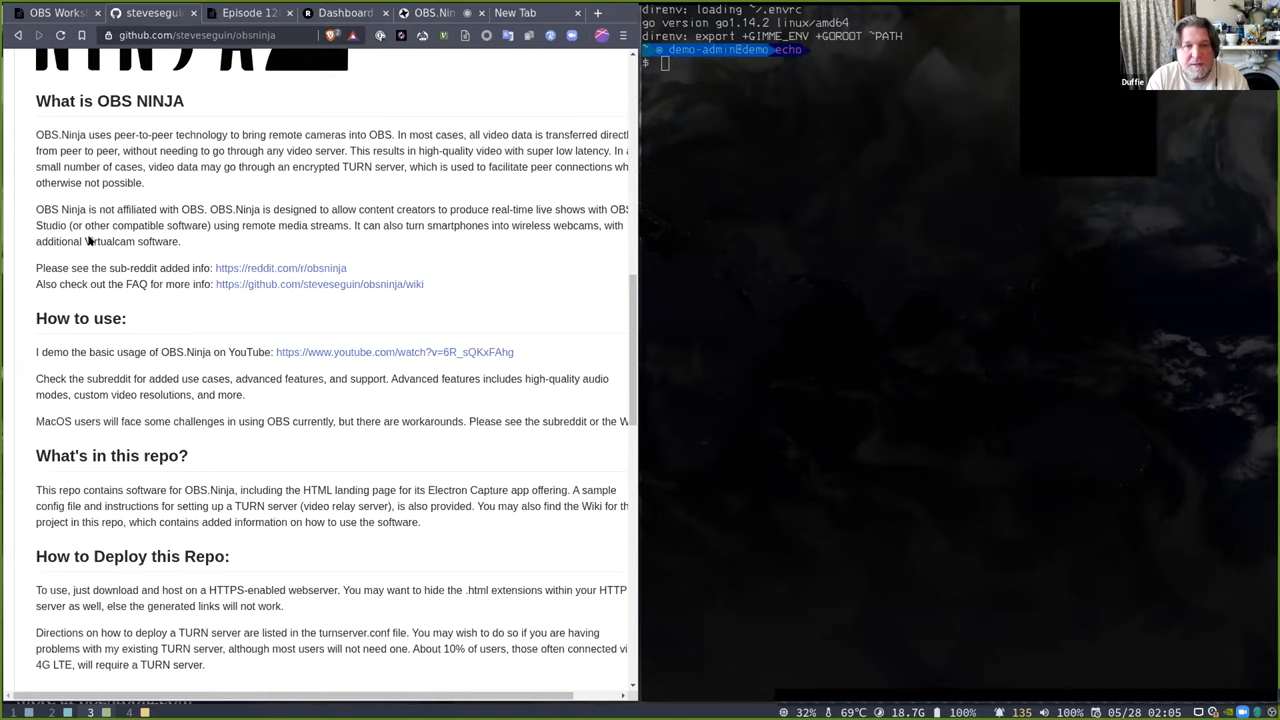 OBS Works
stevesegui
Episode 12
Dashboard
OBS.Nin
New Tab
github.com/steveseguin/obsninja
What is OBS NINJA
OBS.Ninja uses peer-to-peer technology to bring remote cameras into OBS. In most cases, all video data is transferred direct
from peer to peer, without needing to go through any video server. This results in high-quality video with super low latency. In a
small number of cases, video data may go through an encrypted TURN server, which is used to facilitate peer connections wh
otherwise not possible.
OBS Ninja is not affiliated with OBS. OBS.Ninja is designed to allow content creators to produce real-time live shows with OBS
Studio (or other compatible software) using remote media streams. It can also turn smartphones into wireless webcams, with
additional Virtualcam software.
Please see the sub-reddit added info: https://reddit.com/r/obsninja
Also check out the FAQ for more info: https://github.com/steveseguin/obsninja/wiki
How to use:
I demo the basic usage of OBS.Ninja on YouTube: https://www.youtube.com/watch?v=6R_sQKxFAhg
Check the subreddit for added use cases, advanced features, and support. Advanced features includes high-quality audio
modes, custom video resolutions, and more.
MacOS users will face some challenges in using OBS currently, but there are workarounds. Please see the subreddit or the W
What's in this repo?
This repo contains software for OBS.Ninja, including the HTML landing page for its Electron Capture app offering. A sample
config file and instructions for setting up a TURN server (video relay server), is also provided. You may also find the Wiki for th
project in this repo, which contains added information on how to use the software.
How to Deploy this Repo:
To use, just download and host on a HTTPS-enabled webserver. You may want to hide the .html extensions within your HTTP
server as well, else the generated links will not work.
Directions on how to deploy a TURN server are listed in the turnserver.conf file. You may wish to do so if you are having
problems with my existing TURN server, although most users will not need one. About 10% of users, those often connected vi
4G LTE, will require a TURN server.
direnv: loading ~/.envrc
go version go1.14.2 linux/amd64
direnv: export +GIMME_ENV +GOROOT ~PATH
~ demo-admin@demo echo
$
Duffie
1 2 3 4
32% 69℃ 18.7G 100% 135 100% 05/28 02:05